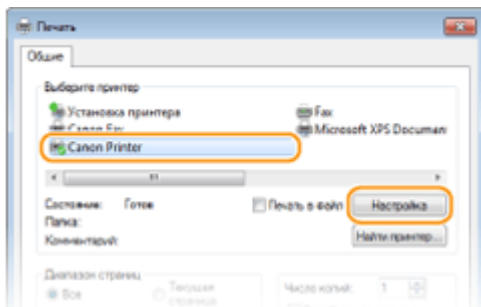 Печать
Общие
Выберите принтер
Установка принтера
Fax
Canon Fax
Microsoft XPS Documen
Canon Printer
Состояние: Готов
Печать в файл
Настройка
Папка:
Комментарий:
Найти принтер...
Диапазон страниц
Все
Текущая
страница
Число копий: 1